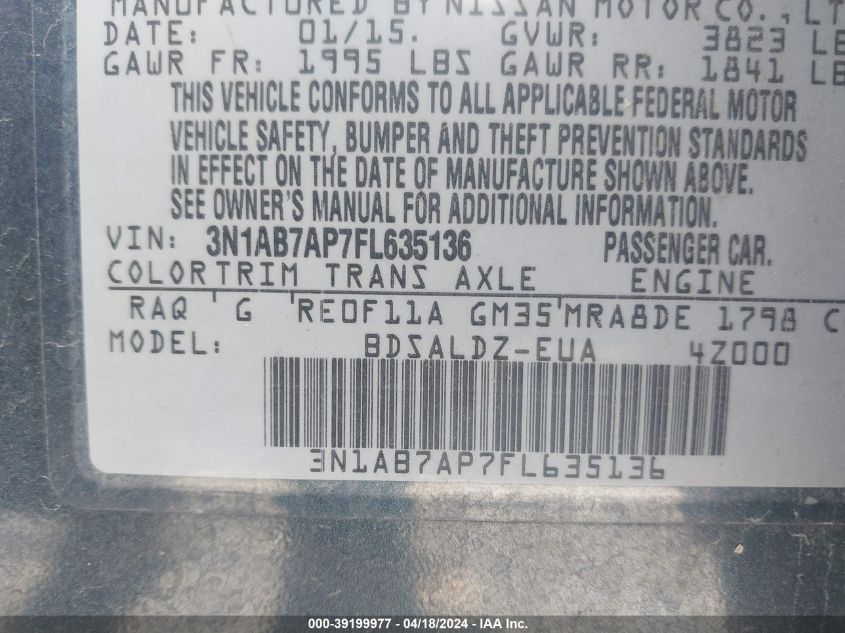 MANUFACTURED BY NISSAN MOTOR CO., LT
DATE: 01/15. GVWR: 3823 LB
GAWR FR: 1995 LBS GAWR RR: 1841 LB
THIS VEHICLE CONFORMS TO ALL APPLICABLE FEDERAL MOTOR
VEHICLE SAFETY, BUMPER AND THEFT PREVENTION STANDARDS
IN EFFECT ON THE DATE OF MANUFACTURE SHOWN ABOVE.
SEE OWNER'S MANUAL FOR ADDITIONAL INFORMATION.
VIN: 3N1AB7AP7FL635136 PASSENGER CAR.
COLORTRIM TRANS AXLE ENGINE
RAQ ' G 'RE0F11A GM35'MRA8DE 1798 C
MODEL: BDSALDZ-EUA 4Z000
3N1AB7AP7FL635136
000-39199977 - 04/18/2024 - IAA Inc.